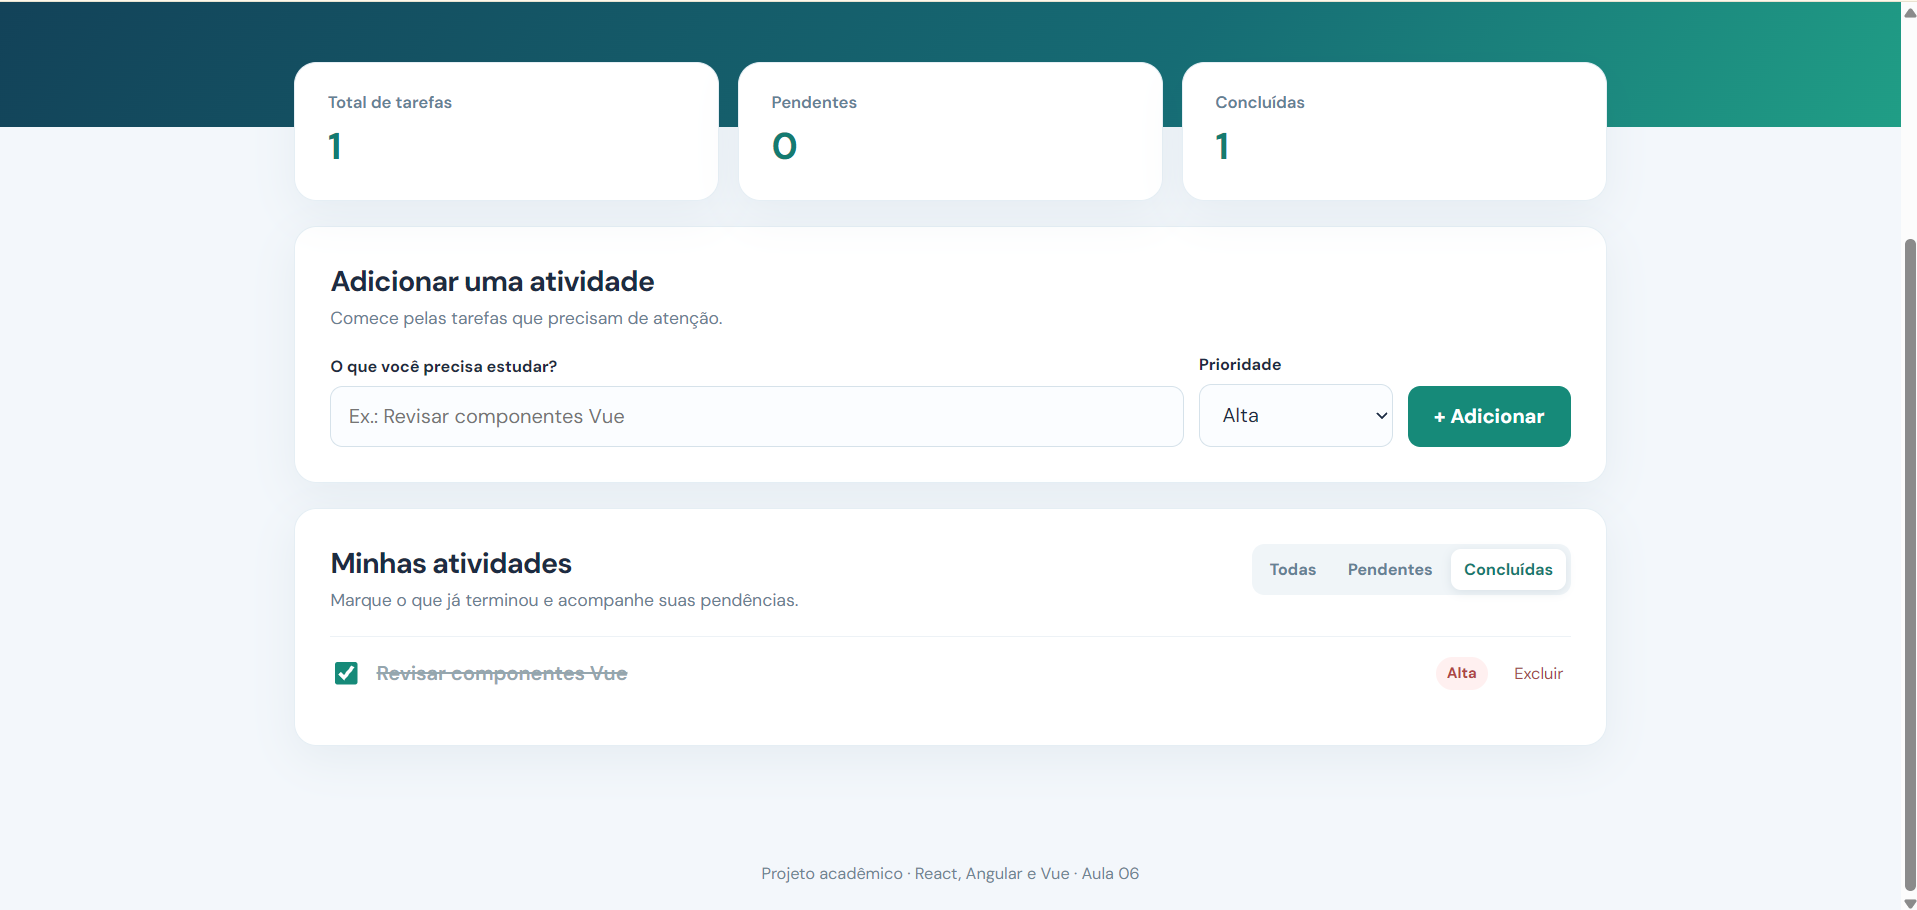 Total de tarefas
1
Pendentes
0
Concluídas
1
Adicionar uma atividade
Comece pelas tarefas que precisam de atenção.
O que você precisa estudar?
Ex.: Revisar componentes Vue
Prioridade
Alta
+ Adicionar
Minhas atividades
Marque o que já terminou e acompanhe suas pendências.
Todas Pendentes Concluídas
Revisar componentes Vue
Alta Excluir
Projeto acadêmico · React, Angular e Vue · Aula 06